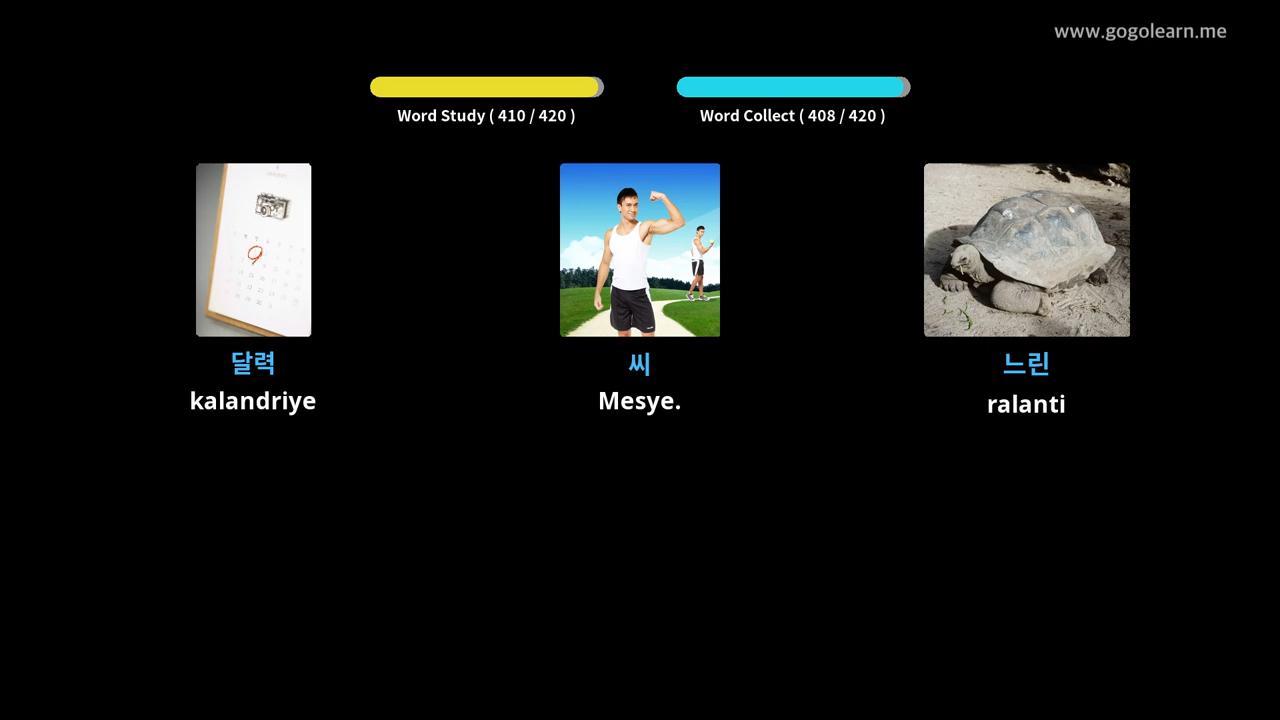 www.gogolearn.me
Word Study ( 410 / 420 )
Word Collect ( 408 / 420 )
달력
씨
느린
kalandriye
Mesye.
ralanti